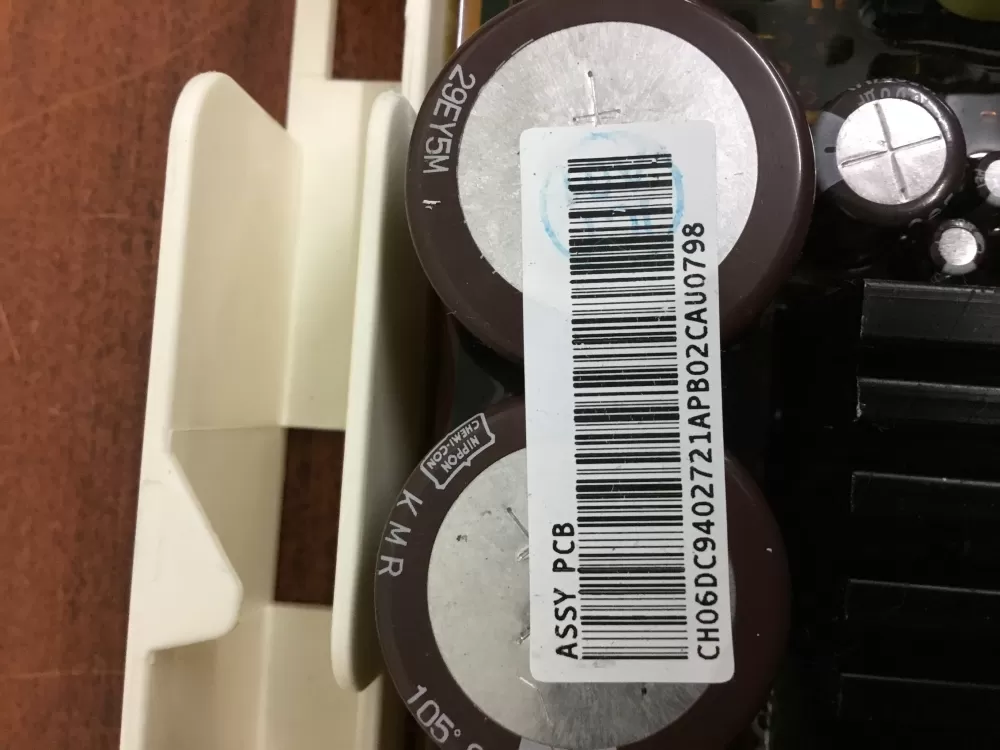 29EY5M
ASSY PCB
CH06DC9402721APB02CAU0798
NIPPON
CHEMI-CON
KMR
105°